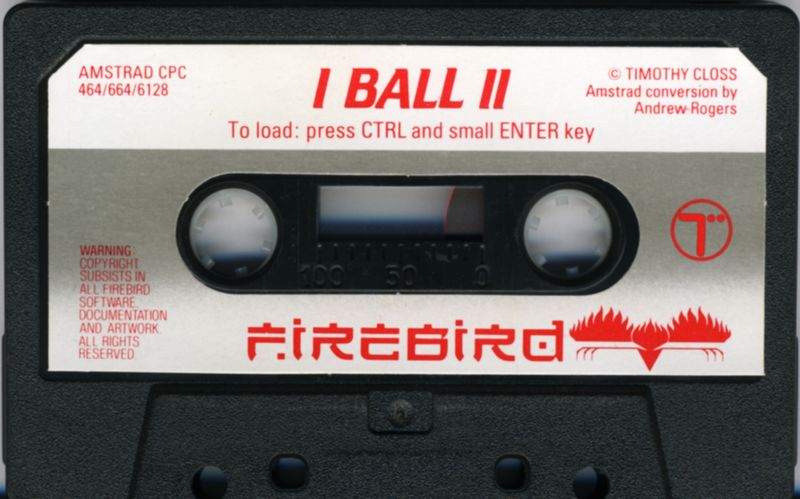 AMSTRAD CPC
464/664/6128
I BALL II
© TIMOTHY CLOSS
Amstrad conversion by
Andrew Rogers
To load: press CTRL and small ENTER key
100 50 0
WARNING:
COPYRIGHT
SUBSISTS IN
ALL FIREBIRD
SOFTWARE,
DOCUMENTATION
AND ARTWORK.
ALL RIGHTS
RESERVED.
FIREBIRD